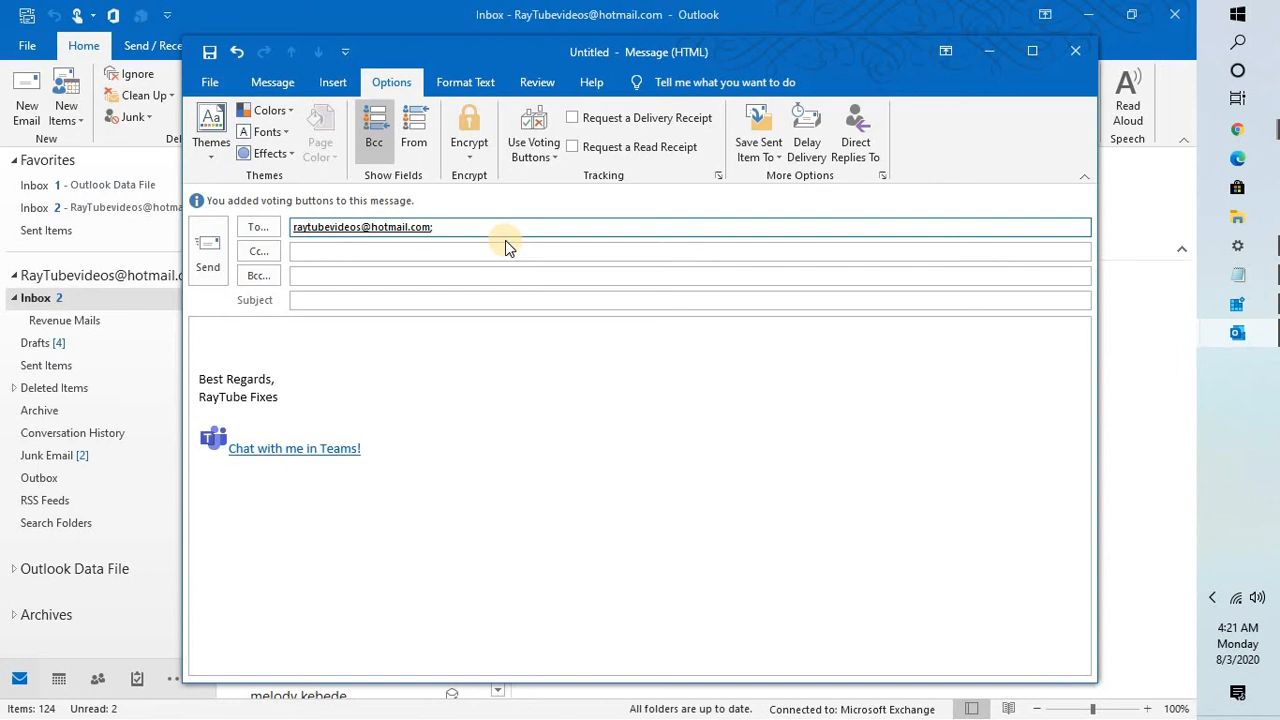 Inbox - RayTubevideos@hotmail.com - Outlook
File
Home
Send / Rece
New
Email
New
Items
New
Ignore
Clean Up
Junk
Del
Read
Aloud
Speech
Favorites
Inbox 1 - Outlook Data File
Inbox 2 - RayTubevideos@hotma
Sent Items
RayTubevideos@hotmail.c
Inbox 2
Revenue Mails
Drafts [4]
Sent Items
Deleted Items
Archive
Conversation History
Junk Email [2]
Outbox
RSS Feeds
Search Folders
Outlook Data File
Archives
Untitled - Message (HTML)
File
Message
Insert
Options
Format Text
Review
Help
Tell me what you want to do
Aa
Themes
Colors
A Fonts
Effects
Page
Color
Themes
Bcc
From
Show Fields
Encrypt
Encrypt
Use Voting
Buttons
Request a Delivery Receipt
Request a Read Receipt
Tracking
Save Sent
Item To
Delay
Delivery
Direct
Replies To
More Options
You added voting buttons to this message.
Send
To... raytubevideos@hotmail.com;
Cc...
Bcc...
Subject
Best Regards,
RayTube Fixes
T Chat with me in Teams!
melody kebede
4:21 AM
Monday
8/3/2020
Items: 124 Unread: 2
All folders are up to date.
Connected to: Microsoft Exchange
100%